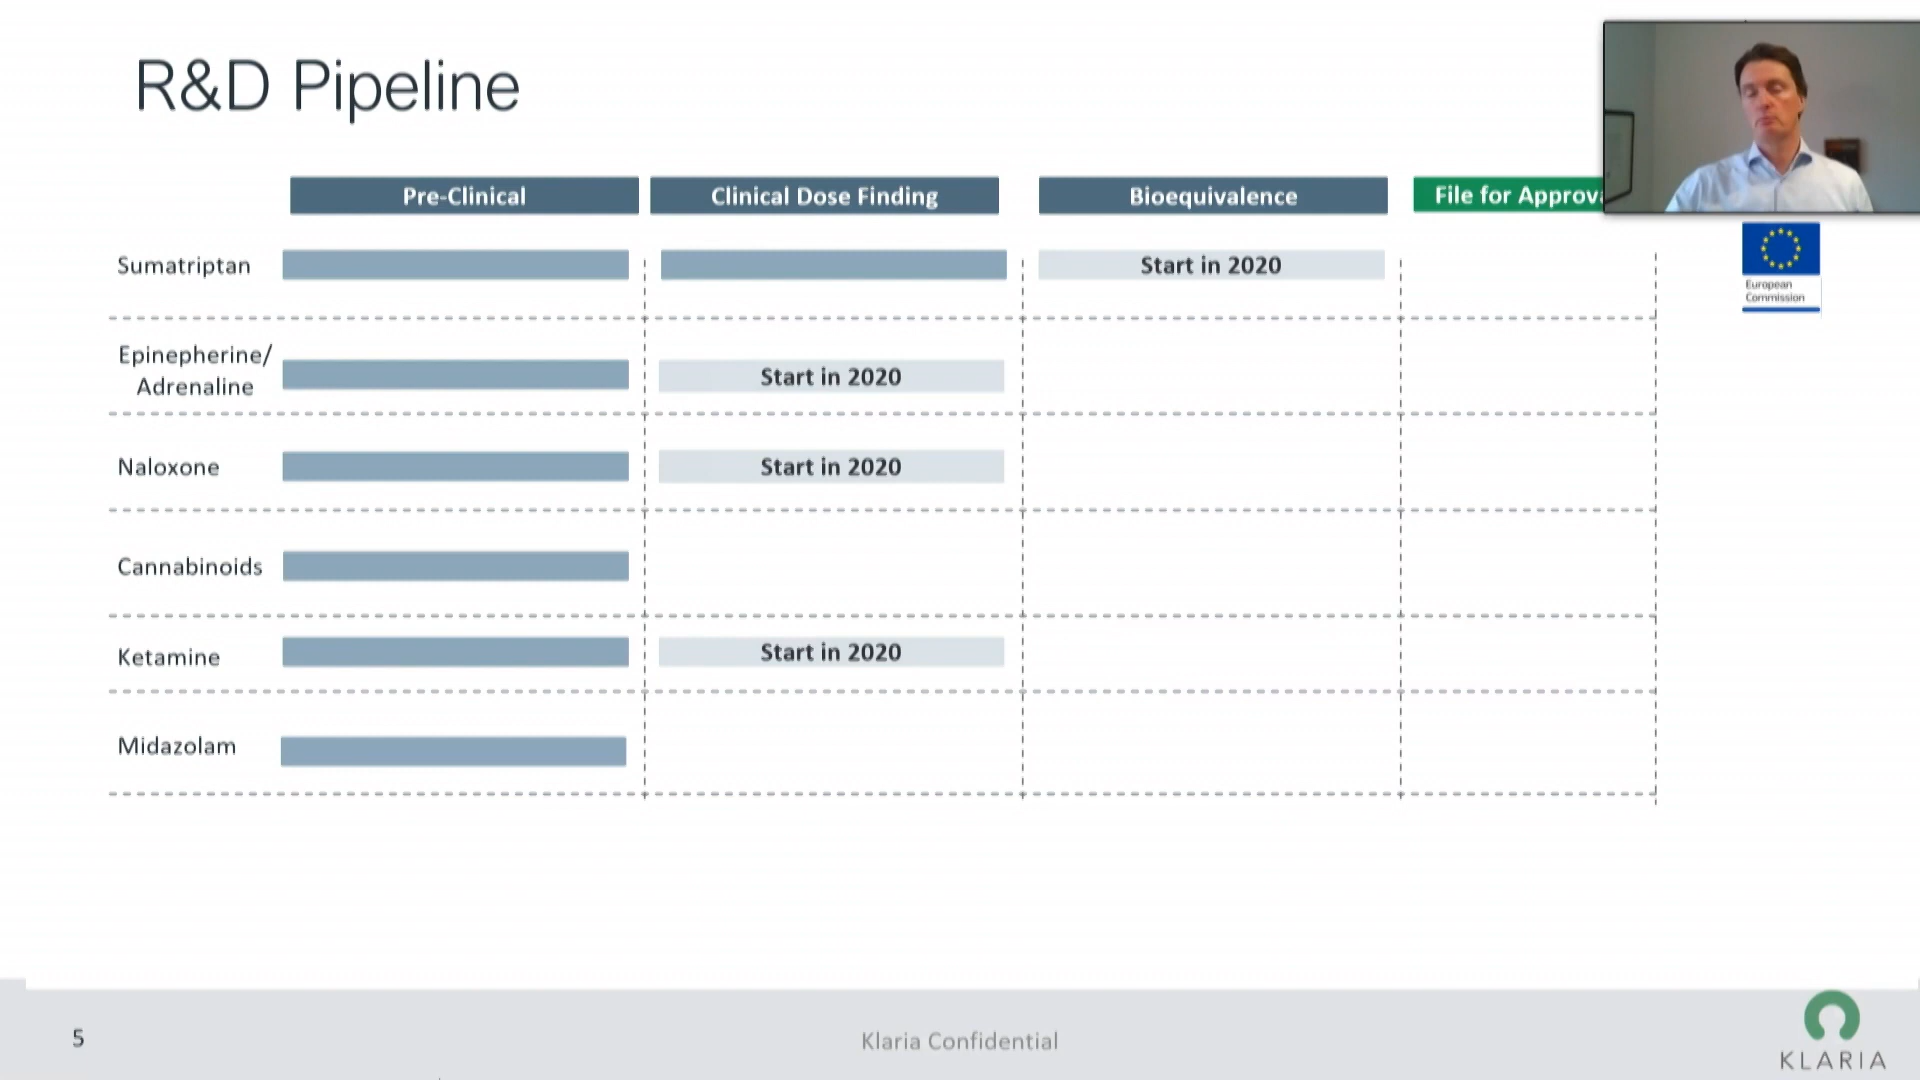 R&D Pipeline
Pre-Clinical
Clinical Dose Finding
Bioequivalence
File for
Sumatriptan
Start in 2020
European
Commission
Epinepherine/
Adrenaline
Start in 2020
Naloxone
Start in 2020
Cannabinoids
Ketamine
Start in 2020
Midazolam
5
Klaria Confidential
KLARIA